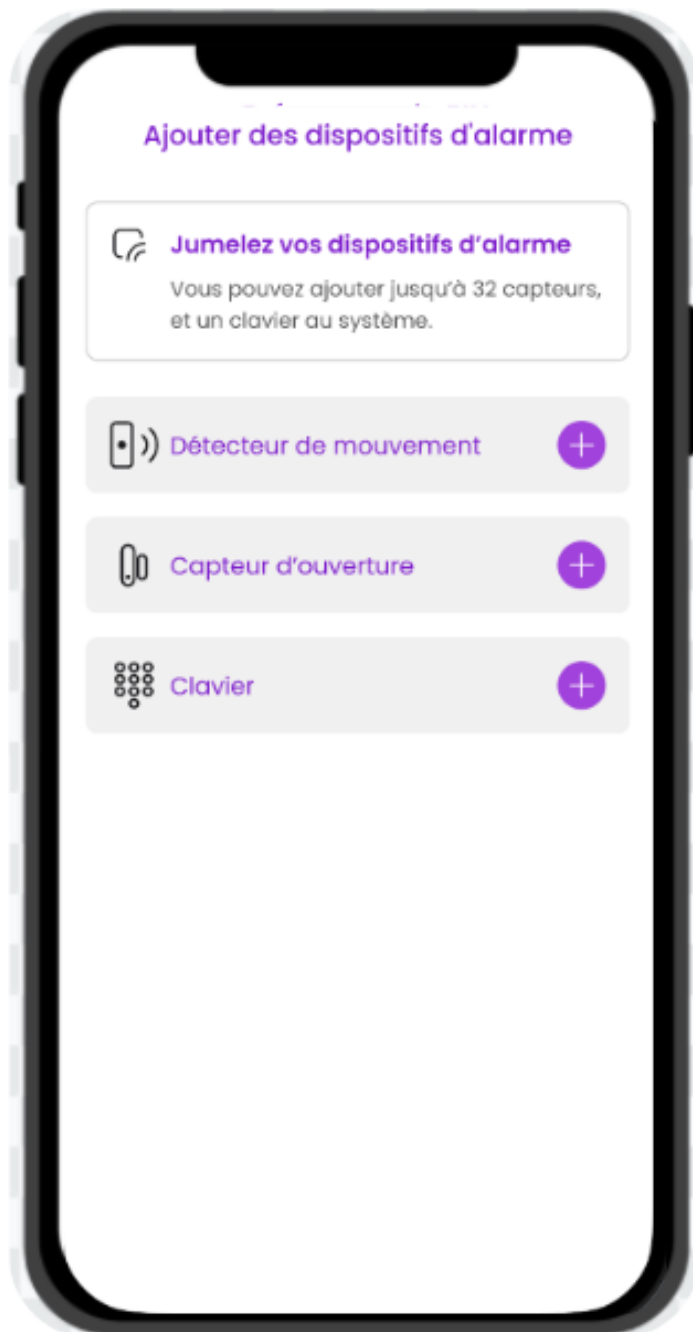 Ajouter des dispositifs d'alarme
Jumelez vos dispositifs d’alarme
Vous pouvez ajouter jusqu’à 32 capteurs,
et un clavier au système.
Détecteur de mouvement
Capteur d’ouverture
Clavier